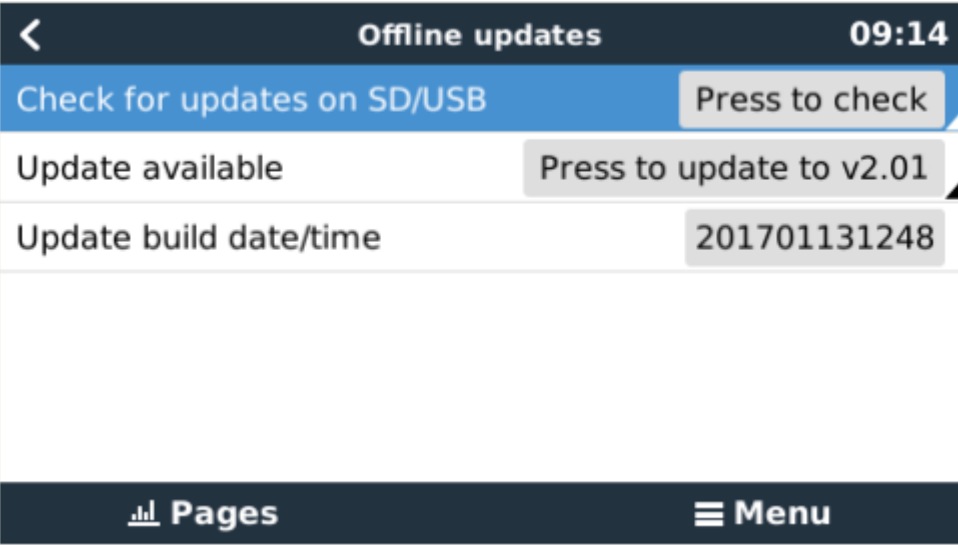 Offline updates 09:14
Check for updates on SD/USB Press to check
Update available Press to update to v2.01
Update build date/time 201701131248
Pages Menu